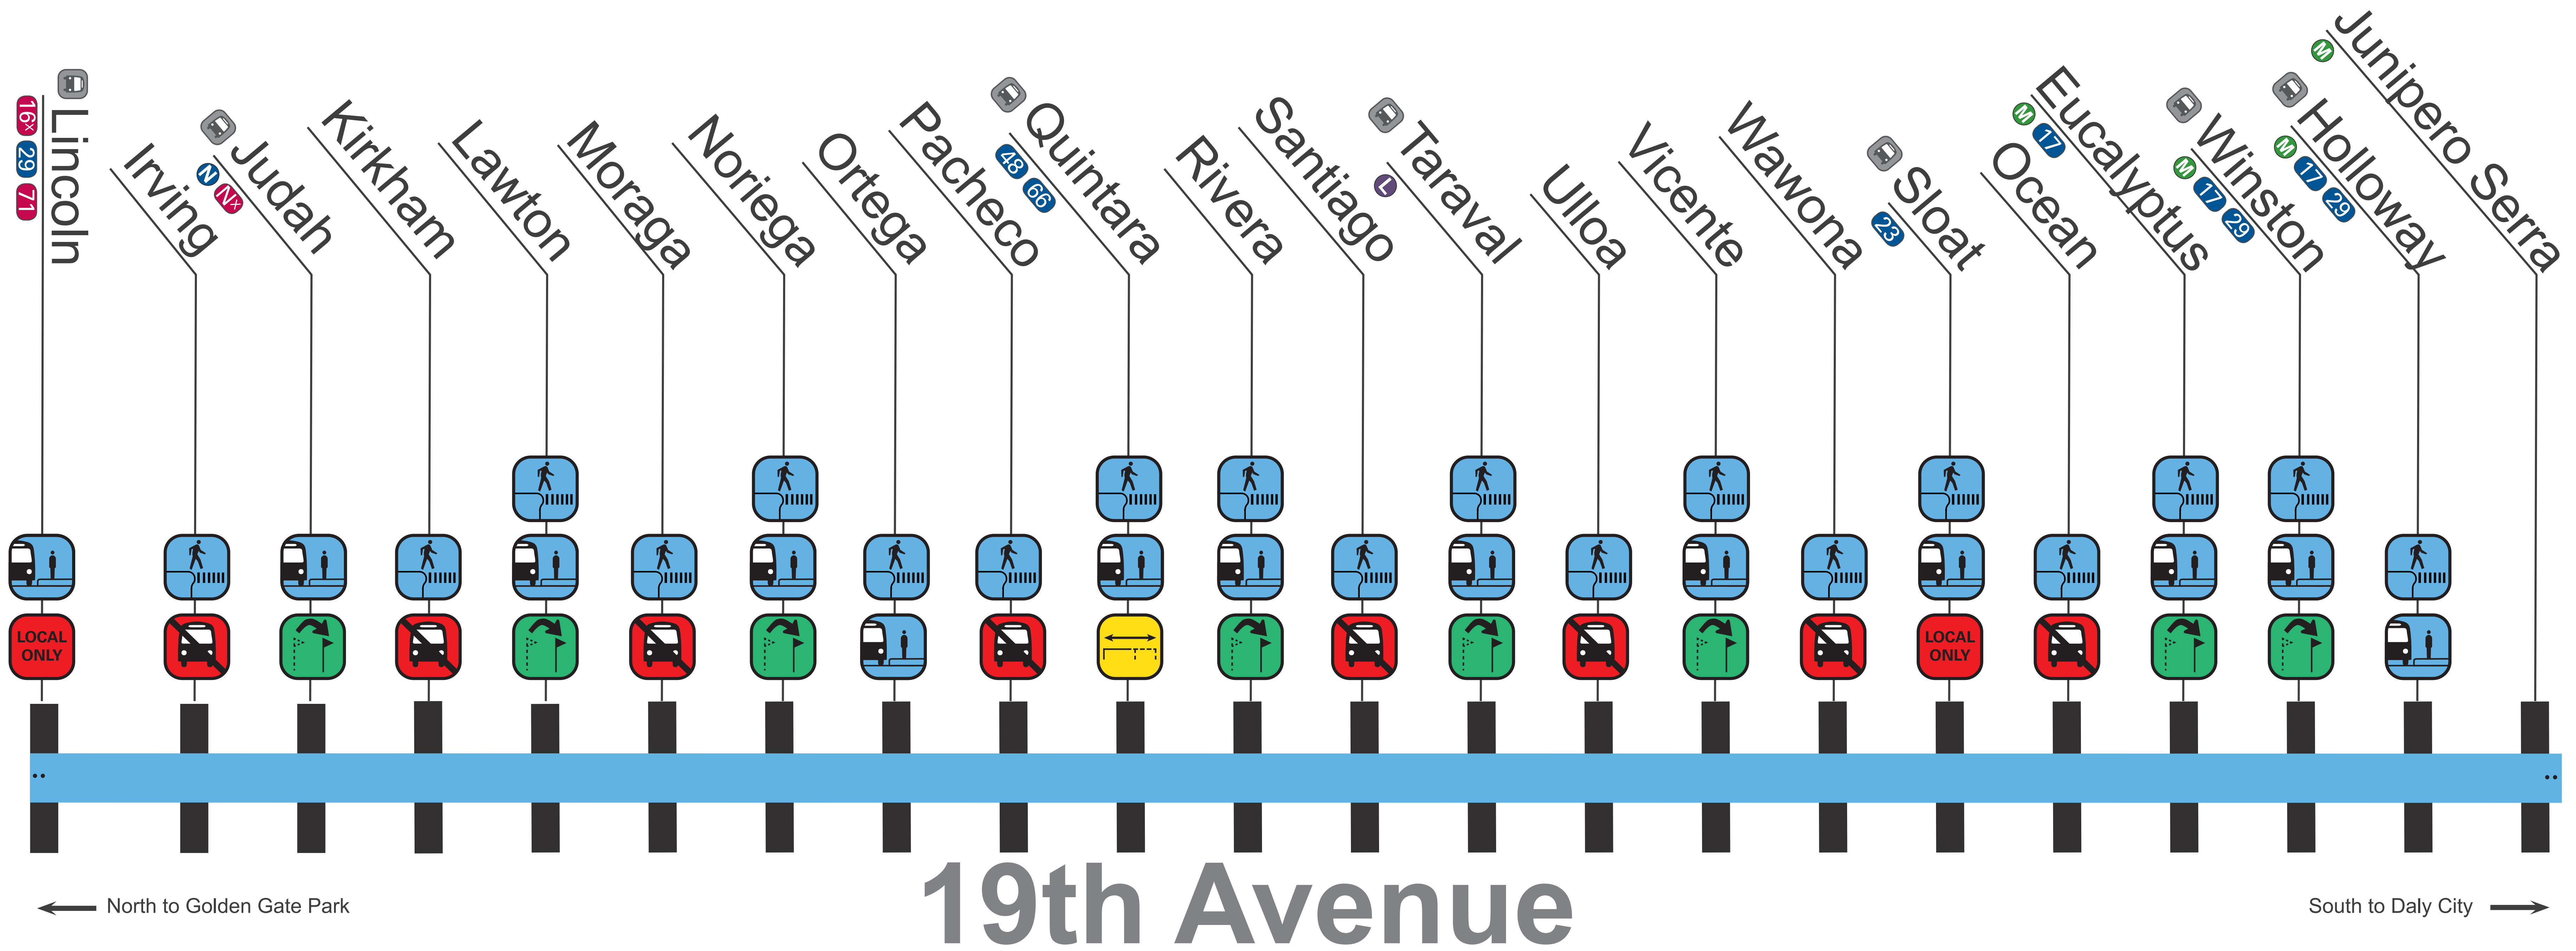 Lincoln
16X 29 71
Irving
Judah
N NX
Kirkham
Lawton
Moraga
Noriega
Ortega
Pacheco
Quintara
48 66
Rivera
Santiago
Taraval
L
Ulloa
Vicente
Wawona
Sloat
23
Ocean
Eucalyptus
M 17
Winston
M 17 29
Holloway
M 17 29
Junipero Serra
M
LOCAL
ONLY
LOCAL
ONLY
19th Avenue
North to Golden Gate Park
South to Daly City